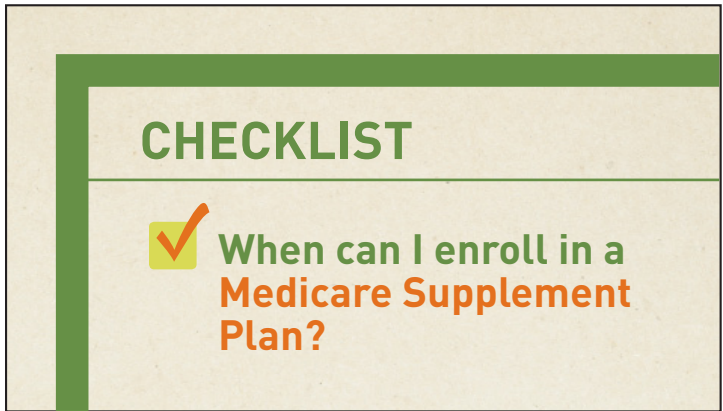 CHECKLIST
When can I enroll in a
Medicare Supplement
Plan?